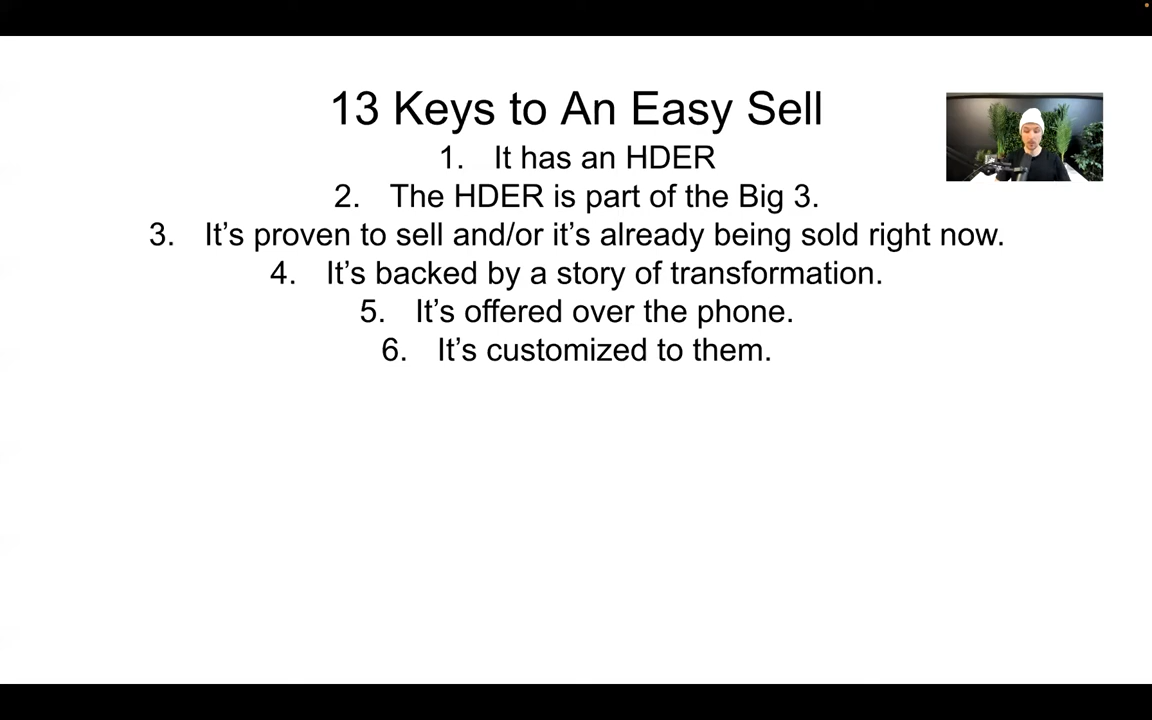 13 Keys to An Easy Sell
1. It has an HDER
2. The HDER is part of the Big 3.
3. It’s proven to sell and/or it’s already being sold right now.
4. It’s backed by a story of transformation.
5. It’s offered over the phone.
6. It’s customized to them.